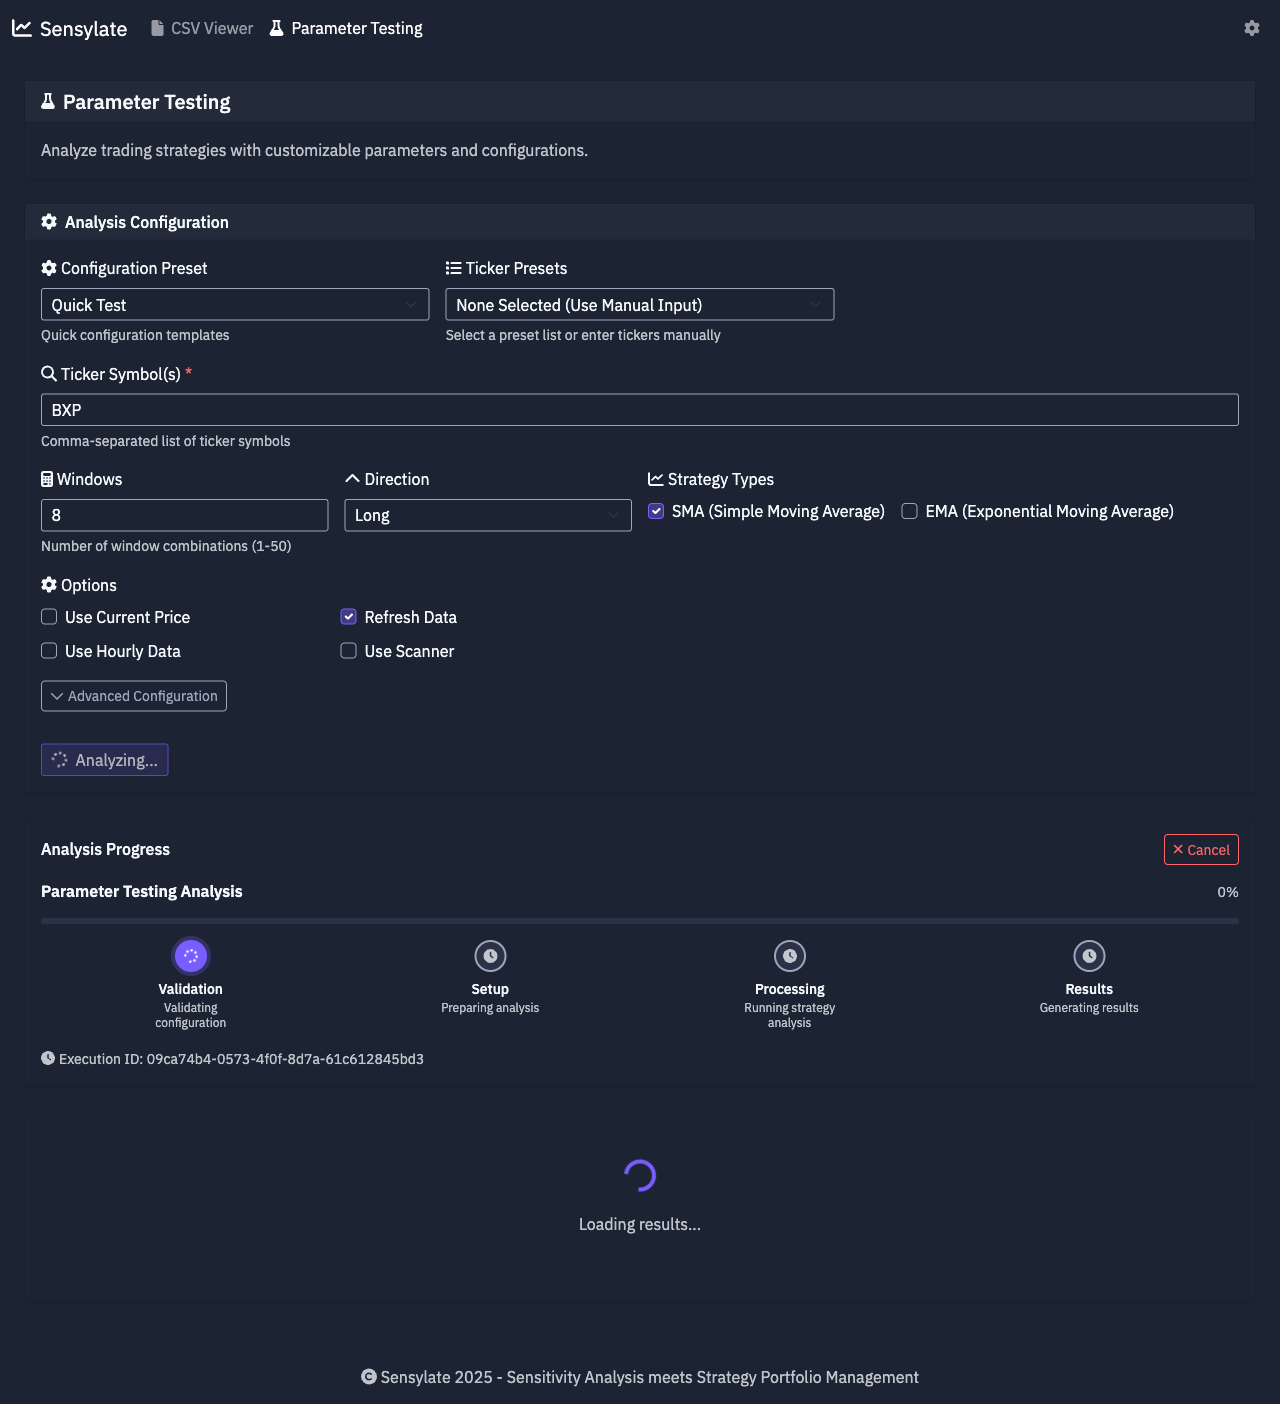 Sensylate
CSV Viewer
Parameter Testing
Parameter Testing
Analyze trading strategies with customizable parameters and configurations.
Analysis Configuration
Configuration Preset
Ticker Presets
Quick Test
None Selected (Use Manual Input)
Quick configuration templates
Select a preset list or enter tickers manually
Ticker Symbol(s) *
BXP
Comma-separated list of ticker symbols
Windows
Direction
Strategy Types
8
Long
SMA (Simple Moving Average)
EMA (Exponential Moving Average)
Number of window combinations (1-50)
Options
Use Current Price
Refresh Data
Use Hourly Data
Use Scanner
Advanced Configuration
Analyzing...
Analysis Progress
Cancel
Parameter Testing Analysis
0%
Validation
Validating
configuration
Setup
Preparing analysis
Processing
Running strategy
analysis
Results
Generating results
Execution ID: 09ca74b4-0573-4f0f-8d7a-61c612845bd3
Loading results...
© Sensylate 2025 - Sensitivity Analysis meets Strategy Portfolio Management